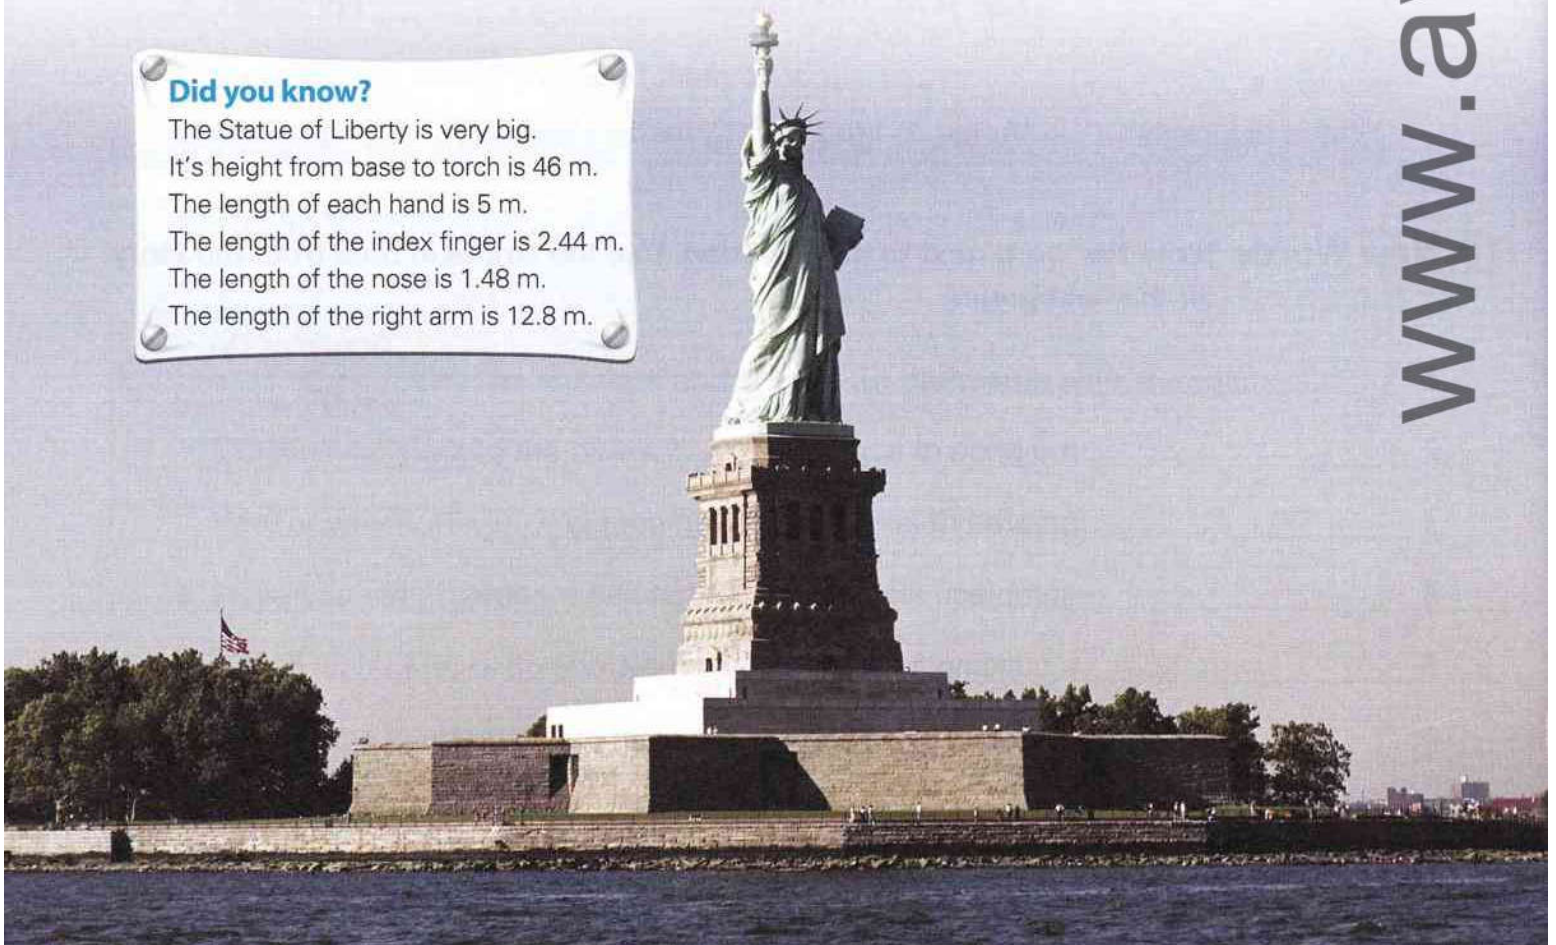 Did you know?
The Statue of Liberty is very big.
It's height from base to torch is 46 m.
The length of each hand is 5 m.
The length of the index finger is 2.44 m.
The length of the nose is 1.48 m.
The length of the right arm is 12.8 m.
www.a